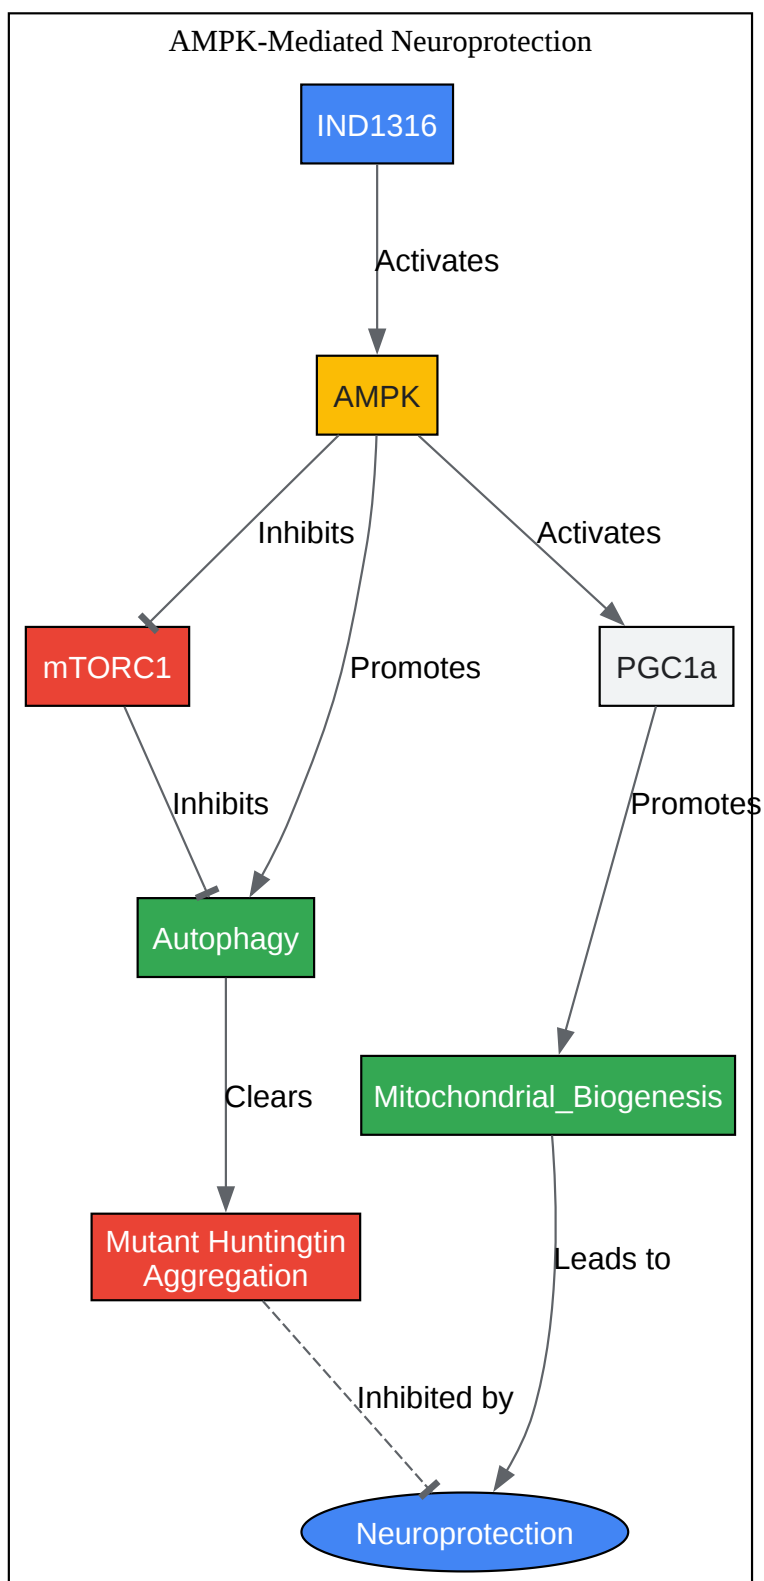 AMPK-Mediated Neuroprotection
IND1316
Activates
AMPK
Inhibits
Activates
mTORC1
Promotes
PGC1a
Inhibits
Promotes
Autophagy
Clears
Mitochondrial_Biogenesis
Mutant Huntingtin
Aggregation
Leads to
Inhibited by
Neuroprotection